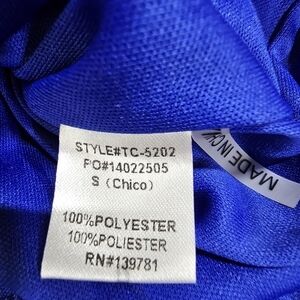 STYLE#TC-5202
PO#14022505
S (Chico)
100%POLYESTER
100%POLIESTER
RN#139781
MADE IN